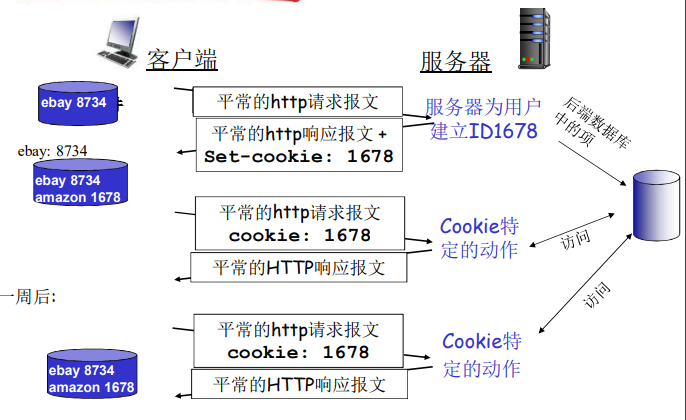 客户端
服务器
ebay 8734
平常的http请求报文
服务器为用户
建立ID1678
后端数据库
中的项
平常的http响应报文 +
Set-cookie: 1678
ebay: 8734
ebay 8734
amazon 1678
平常的http请求报文
cookie: 1678
Cookie特
定的动作
访问
平常的HTTP响应报文
访问
一周后:
平常的http请求报文
cookie: 1678
Cookie特
定的动作
ebay 8734
amazon 1678
平常的HTTP响应报文